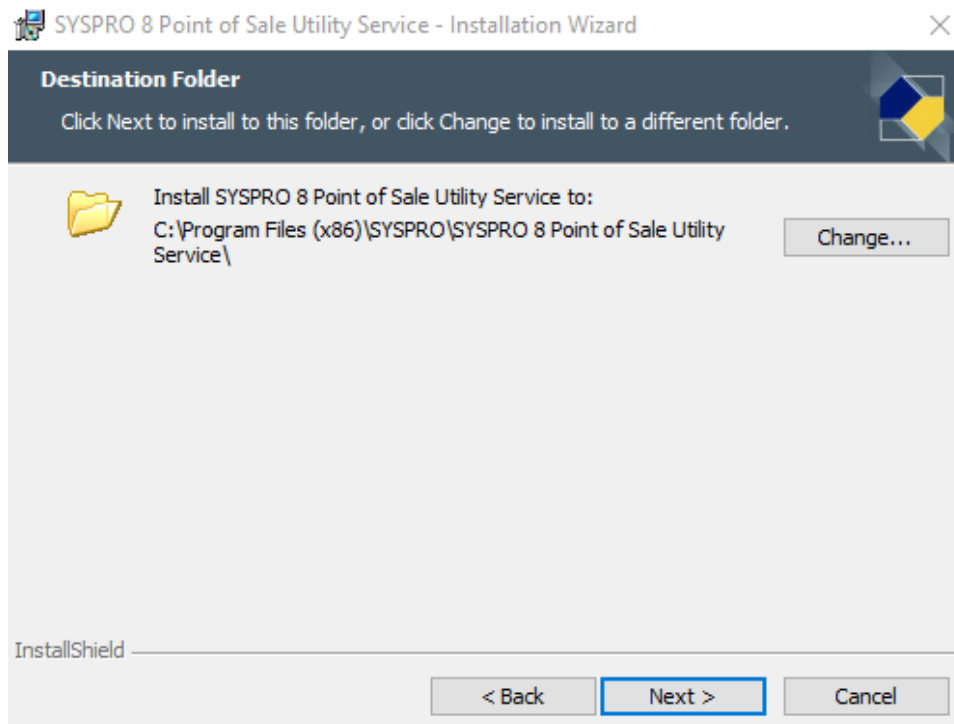 SYSPRO 8 Point of Sale Utility Service - Installation Wizard
Destination Folder
Click Next to install to this folder, or click Change to install to a different folder.
Install SYSPRO 8 Point of Sale Utility Service to:
C:\Program Files (x86)\SYSPRO\SYSPRO 8 Point of Sale Utility
Service\
Change...
InstallShield
< Back
Next >
Cancel